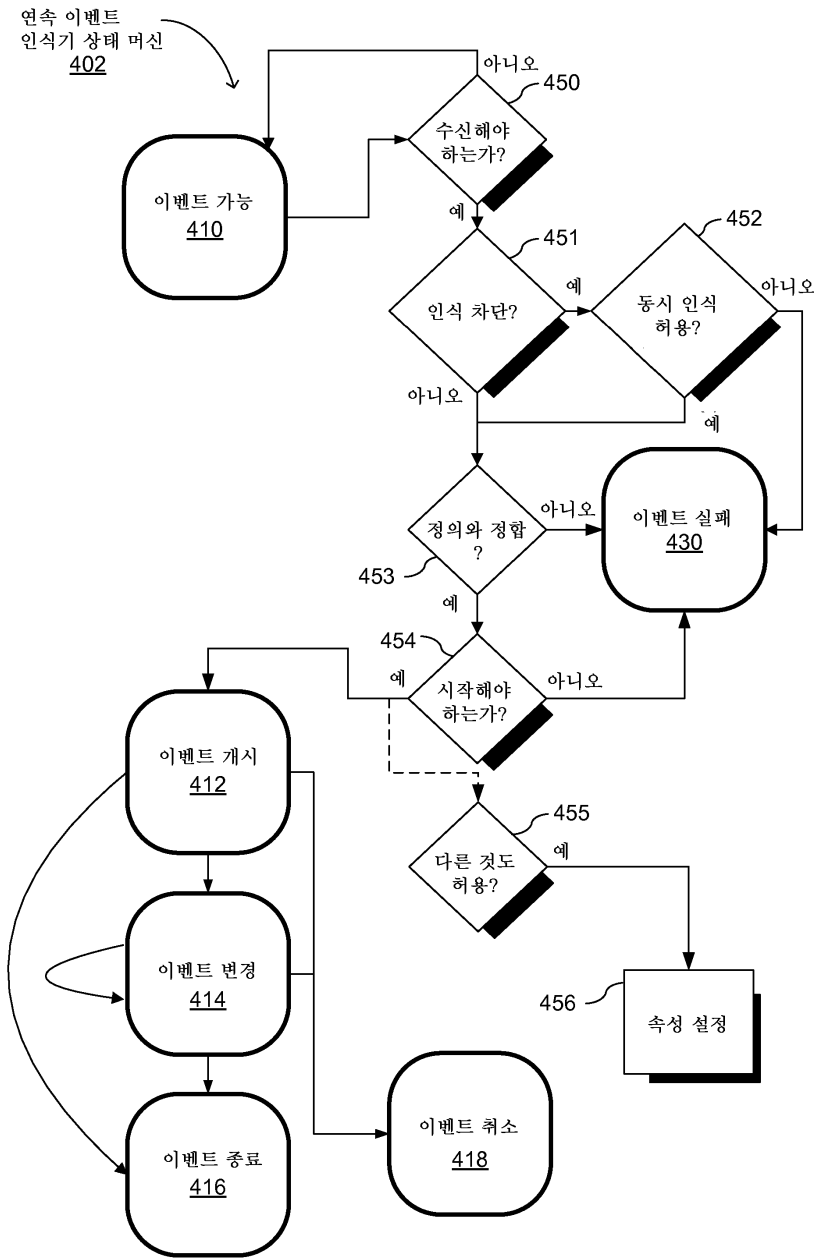 연속 이벤트
인식기 상태 머신
402
아니오
450
수신해야
하는가?
이벤트 가능
410
예
451
452
인식 차단?
예
동시 인식
허용?
아니오
아니오
예
정의와 정합
?
453
아니오
이벤트 실패
430
예
454
예
시작해야
하는가?
아니오
이벤트 개시
412
455
다른 것도
허용?
예
이벤트 변경
414
456
속성 설정
이벤트 종료
416
이벤트 취소
418